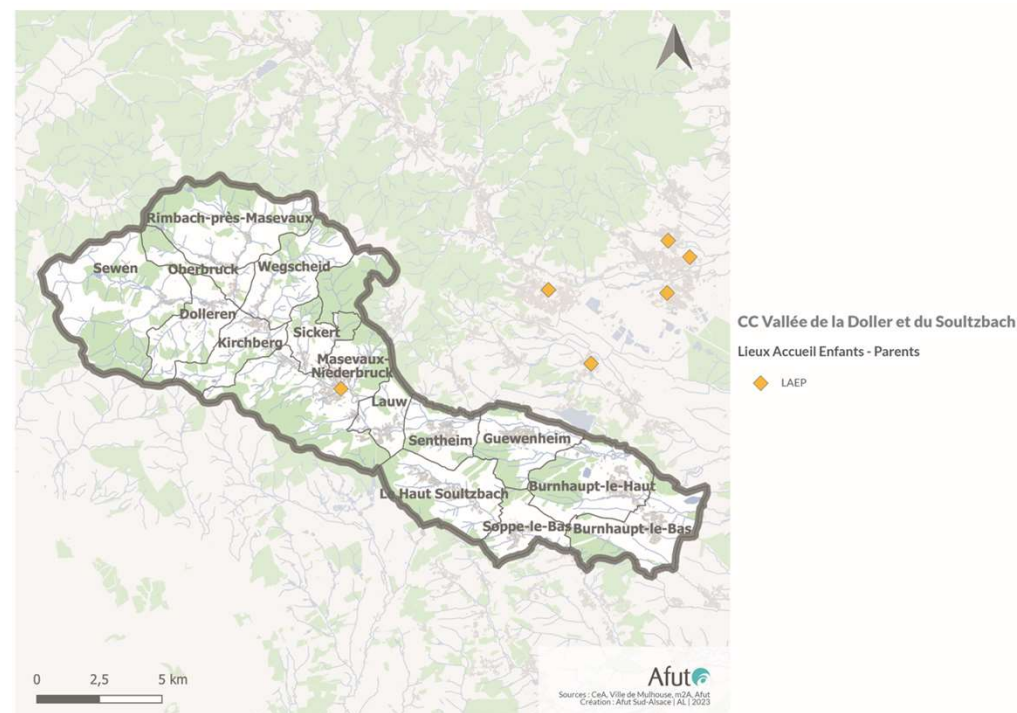 Rimbach-près-Masevaux
Sewen
Oberbruck
Wegscheid
Dolleren
Kirchberg
Sickert
Masevaux-
Niederbruck
Lauw
Sentheim
Guewenheim
Le Haut Soultzbach
Burnhaupt-le-Haut
Soppe-le-Bas
Burnhaupt-le-Bas
CC Vallée de la Doller et du Soultzbach
Lieux Accueil Enfants - Parents
LAEP
0 2,5 5 km
Afut
Sources : CeA, Ville de Mulhouse, m2A, Afut
Création : Afut Sud-Alsace | AL | 2023